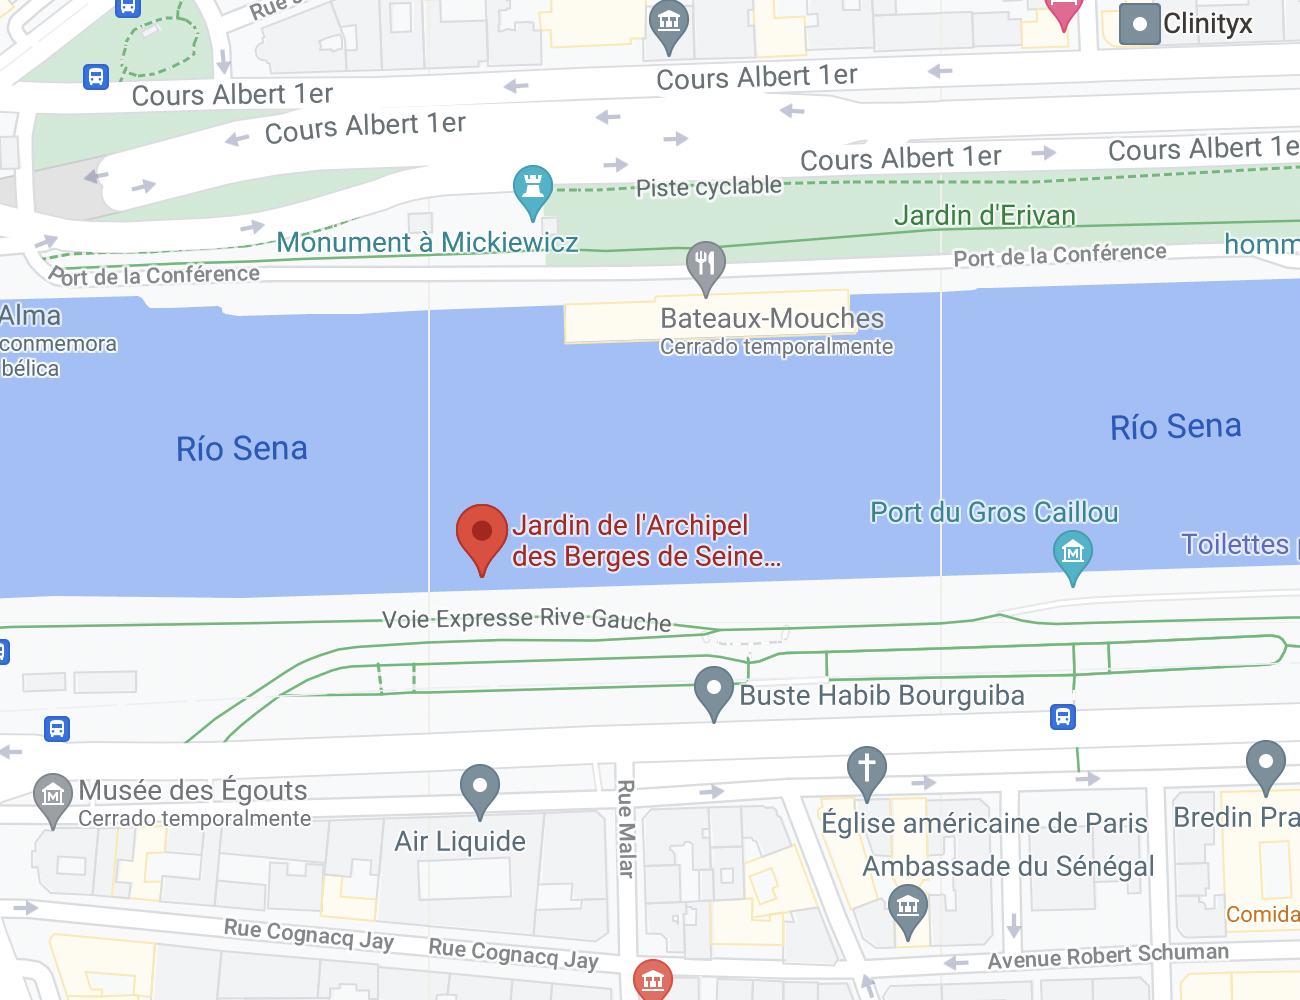 Rue
Clinityx
Cours Albert 1er
Cours Albert 1er
Cours Albert 1er
Cours Albert 1er
Cours Albert 1e
Piste cyclable
Jardin d'Erivan
Monument à Mickiewicz
homm
Port de la Conférence
Port de la Conférence
Alma
conmemora
bélica
Bateaux-Mouches
Cerrado temporalmente
Río Sena
Río Sena
Jardin de l'Archipel
des Berges de Seine...
Port du Gros Caillou
Toilettes
Voie Expresse Rive Gauche
Buste Habib Bourguiba
Musée des Égouts
Cerrado temporalmente
Air Liquide
Rue Malar
Église américaine de Paris
Bredin Pra
Ambassade du Sénégal
Comida
Rue Cognacq Jay
Rue Cognacq Jay
Avenue Robert Schuman